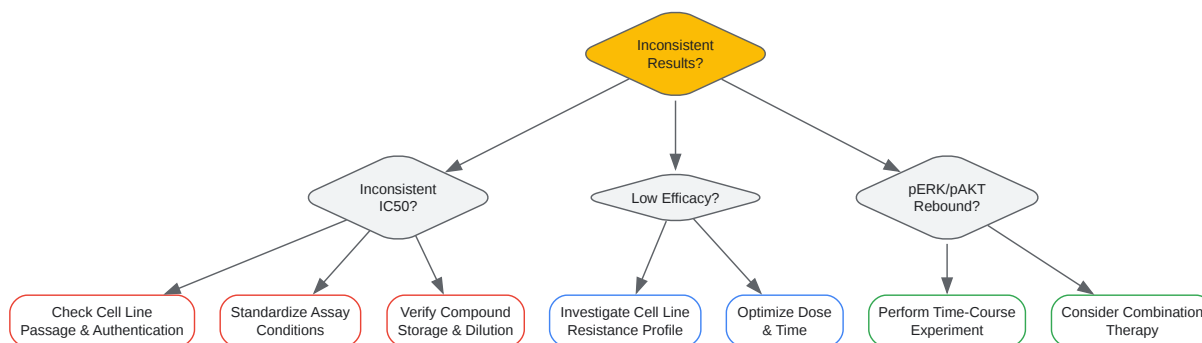 Inconsistent
Results?
Inconsistent
IC50?
Low Efficacy?
pERK/pAKT
Rebound?
Check Cell Line
Passage & Authentication
Standardize Assay
Conditions
Verify Compound
Storage & Dilution
Investigate Cell Line
Resistance Profile
Optimize Dose
& Time
Perform Time-Course
Experiment
Consider Combination
Therapy